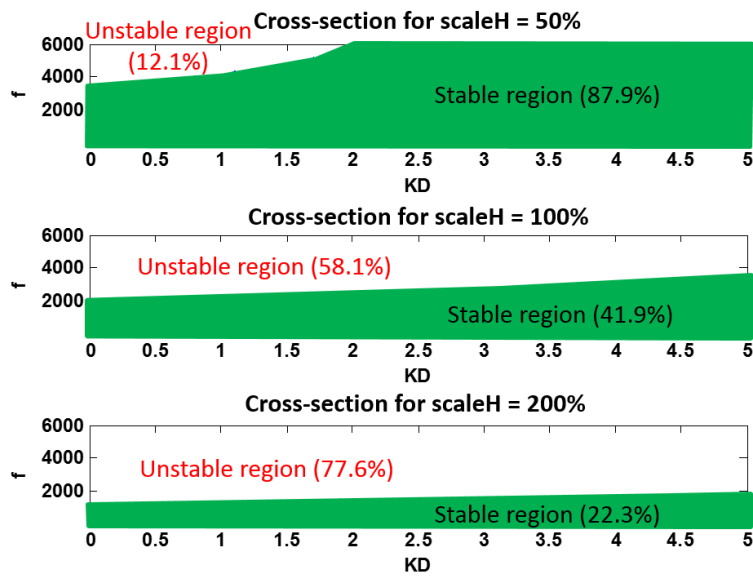 Cross-section for scaleH = 50%
Unstable region
(12.1%)
6000
4000
2000
f
Stable region (87.9%)
0 0.5 1 1.5 2 2.5 3 3.5 4 4.5 5
KD
Cross-section for scaleH = 100%
6000
4000
2000
f
Unstable region (58.1%)
Stable region (41.9%)
0 0.5 1 1.5 2 2.5 3 3.5 4 4.5 5
KD
Cross-section for scaleH = 200%
6000
4000
2000
f
Unstable region (77.6%)
Stable region (22.3%)
0 0.5 1 1.5 2 2.5 3 3.5 4 4.5 5
KD